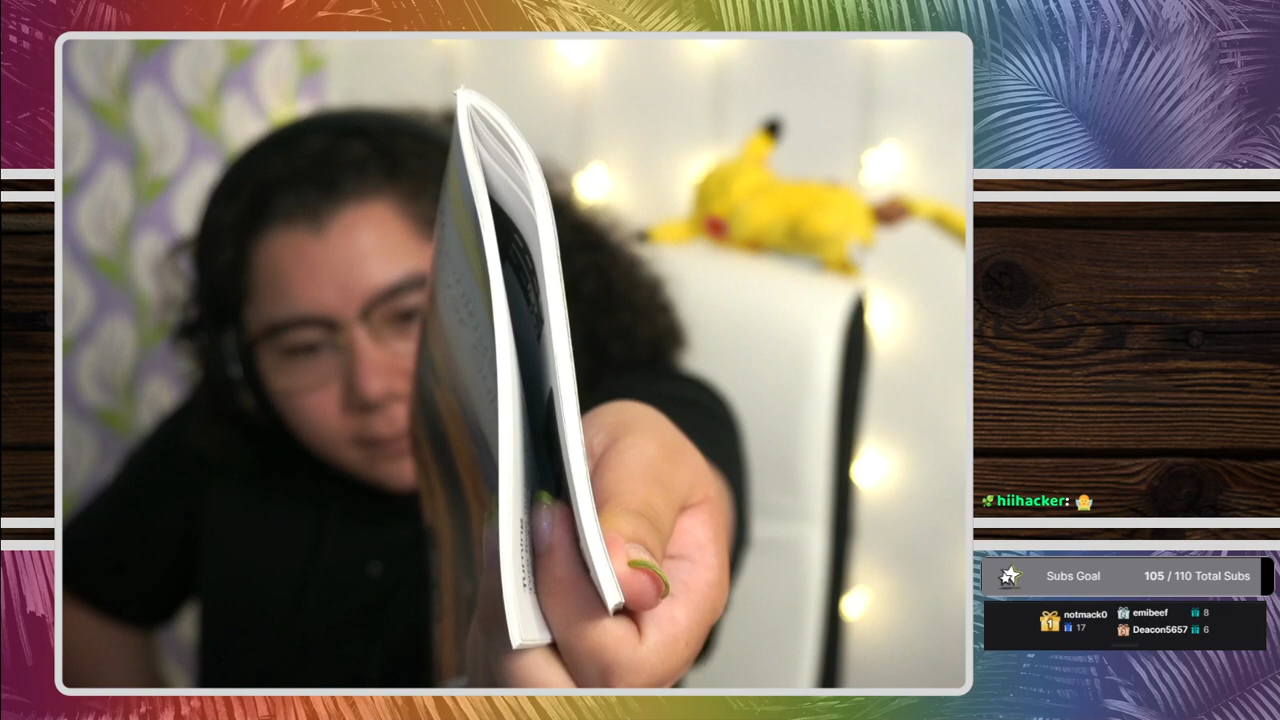 hiihacker:
Subs Goal 105 / 110 Total Subs
notmack0 17
emibeef 8
Deacon5657 6